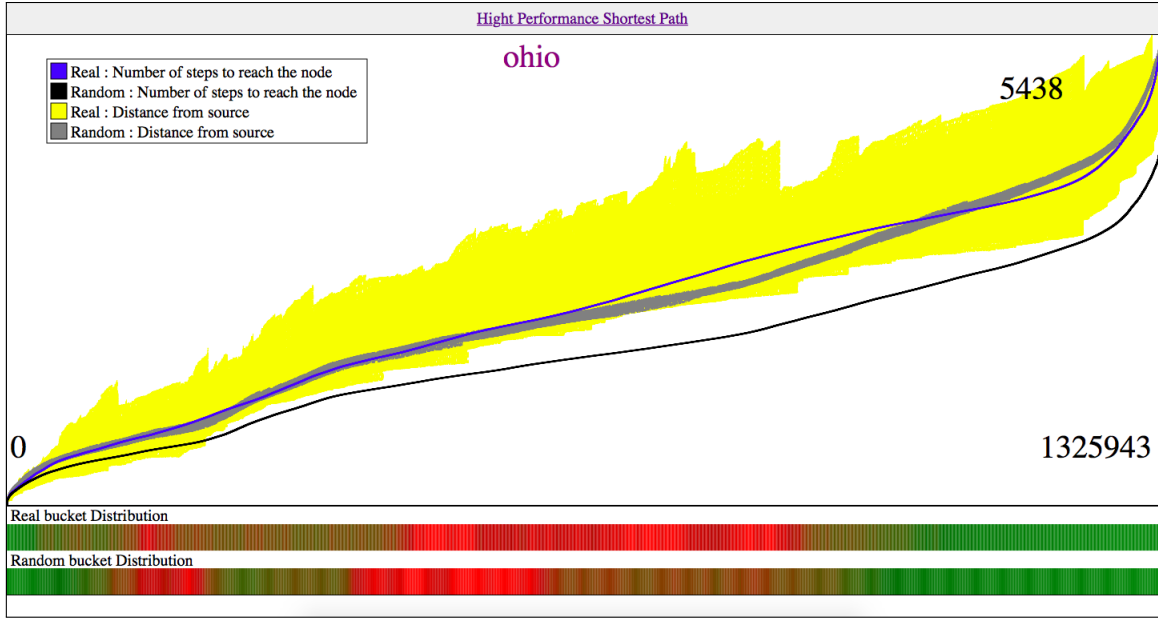 Hight Performance Shortest Path
ohio
Real : Number of steps to reach the node
Random : Number of steps to reach the node
Real : Distance from source
Random : Distance from source
5438
0
1325943
Real bucket Distribution
Random bucket Distribution